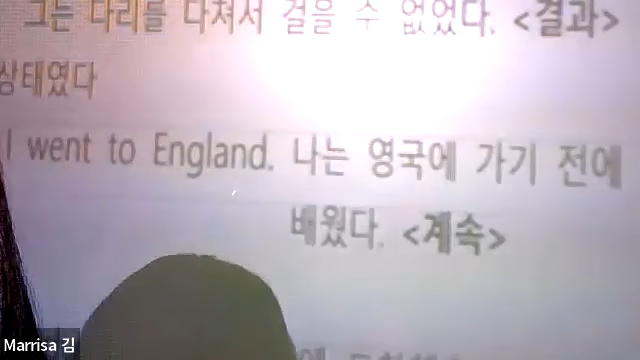 그는 다리를 다쳐서 걸을 수 없었다. <결과>
상태였다
I went to England. 나는 영국에 가기 전에
배웠다. <계속>
Marrisa 김